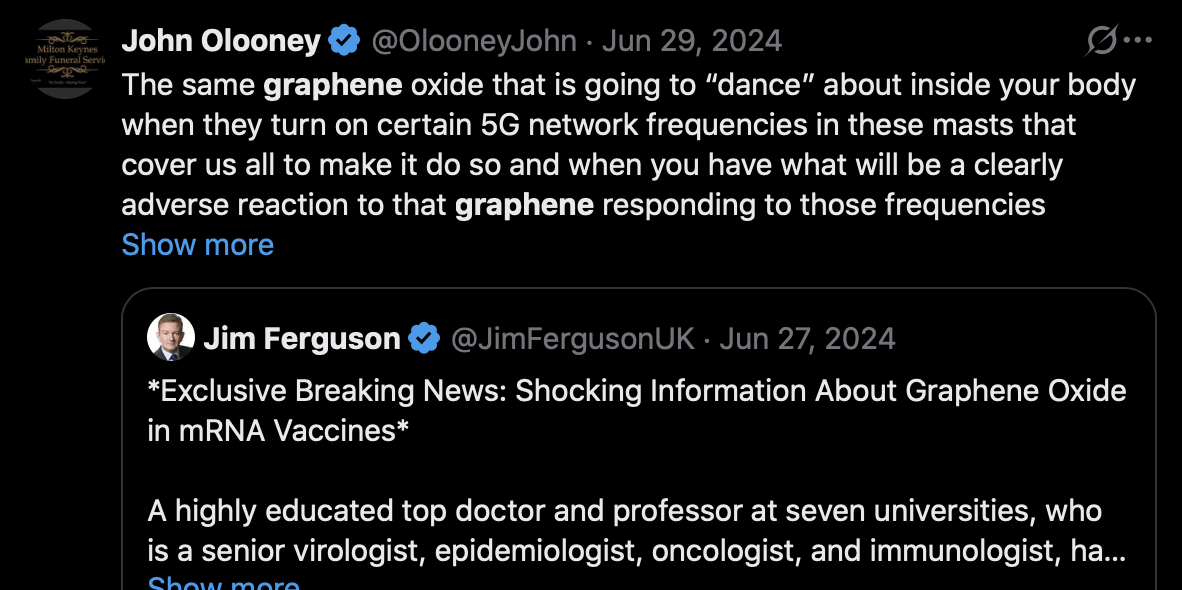 Milton Keynes
amily Funeral Servi
John Olooney @OlooneyJohn · Jun 29, 2024
The same graphene oxide that is going to “dance” about inside your body
when they turn on certain 5G network frequencies in these masts that
cover us all to make it do so and when you have what will be a clearly
adverse reaction to that graphene responding to those frequencies
Show more
Jim Ferguson @JimFergusonUK · Jun 27, 2024
*Exclusive Breaking News: Shocking Information About Graphene Oxide
in mRNA Vaccines*
A highly educated top doctor and professor at seven universities, who
is a senior virologist, epidemiologist, oncologist, and immunologist, ha...
Show more